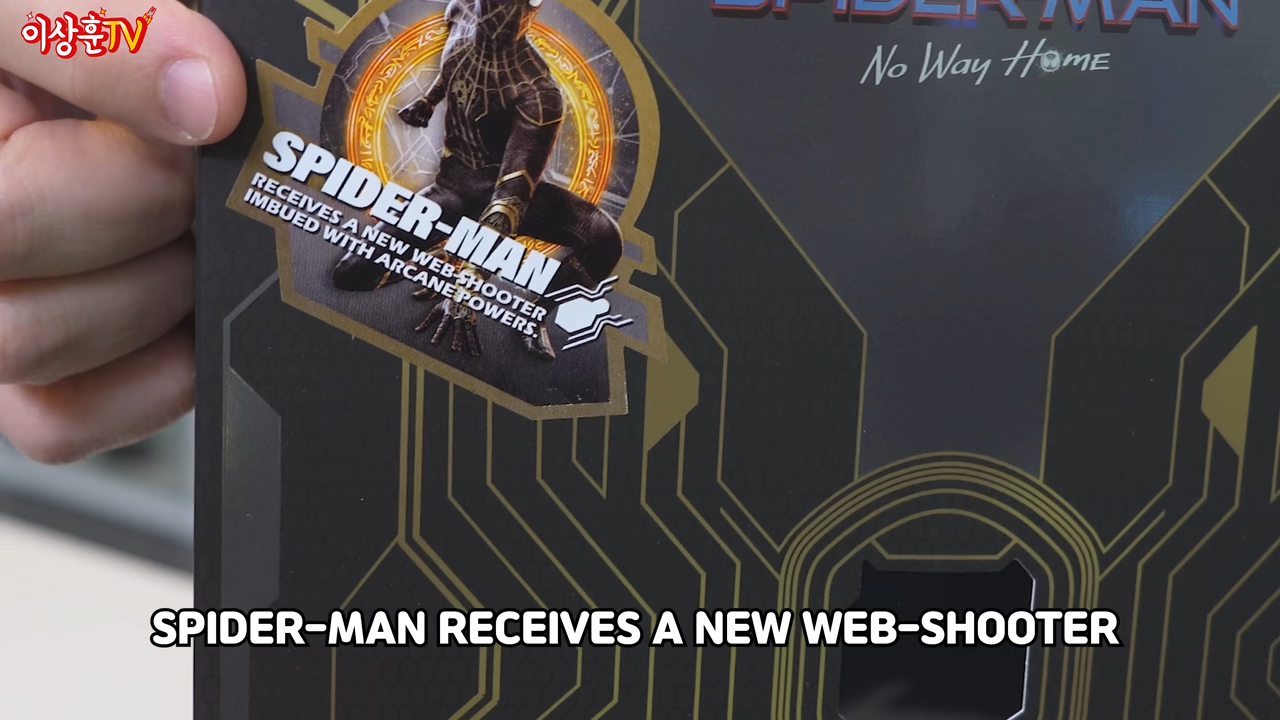 이상훈TV
SPIDER-MAN
No Way Home
SPIDER-MAN
RECEIVES A NEW WEB-SHOOTER
IMBUED WITH ARCANE POWERS.
SPIDER-MAN RECEIVES A NEW WEB-SHOOTER